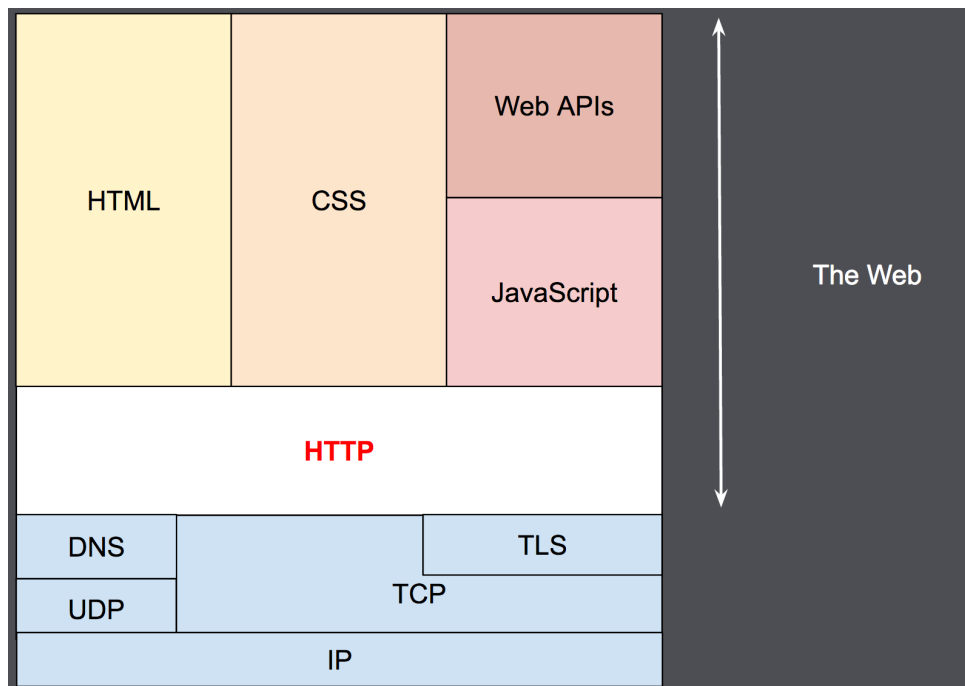 Web APIs
HTML
CSS
The Web
JavaScript
HTTP
DNS
TLS
TCP
UDP
IP